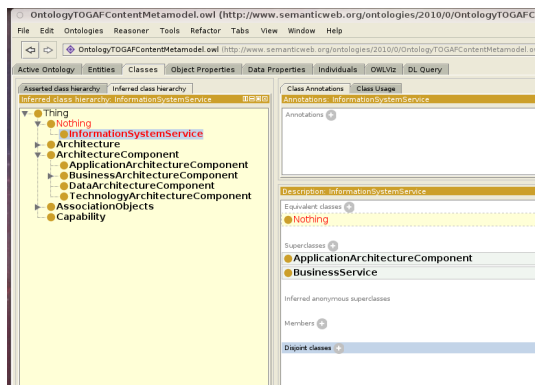 OntologyTOGAFContentMetamodel.owl (http://www.semanticweb.org/ontologies/2010/0/OntologyTOGAFC
File Edit Ontologies Reasoner Tools Refactor Tabs View Window Help
OntologyTOGAFContentMetamodel.owl (http://www.semanticweb.org/ontologies/2010/0/OntologyTOGAFContentMetamodel.ow
Active Ontology Entities Classes Object Properties Data Properties Individuals OWLViz DL Query
Asserted class hierarchy Inferred class hierarchy
Inferred class hierarchy: InformationSystemService
Thing
Nothing
InformationSystemService
Architecture
ArchitectureComponent
ApplicationArchitectureComponent
BusinessArchitectureComponent
DataArchitectureComponent
TechnologyArchitectureComponent
AssociationObjects
Capability
Class Annotations Class Usage
Annotations: InformationSystemService
Annotations
Description: InformationSystemService
Equivalent classes
Nothing
Superclasses
ApplicationArchitectureComponent
BusinessService
Inferred anonymous superclasses
Members
Disjoint classes